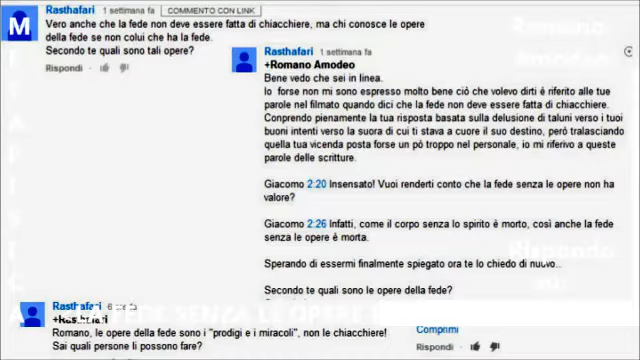 Rasthafari 1 settimana fa COMMENTO CON LINK
Vero anche che la fede non deve essere fatta di chiacchiere, ma chi conosce le opere
della fede se non colui che ha la fede.
Secondo te quali sono tali opere?
Rispondi
Rasthafari 1 settimana fa
+Romano Amodeo
Bene vedo che sei in linea.
Io forse non mi sono espresso molto bene ciò che volevo dirti è riferito alle tue
parole nel filmato quando dici che la fede non deve essere fatta di chiacchiere.
Conprendo pienamente la tua risposta basata sulla delusione di taluni verso i tuoi
buoni intenti verso la suora di cui ti stava a cuore il suo destino, però tralasciando
quella tua vicenda posta forse un pò troppo nel personale, io mi riferivo a queste
parole delle scritture.
Giacomo 2:20 Insensato! Vuoi renderti conto che la fede senza le opere non ha
valore?
Giacomo 2:26 Infatti, come il corpo senza lo spirito è morto, così anche la fede
senza le opere è morta.
Sperando di essermi finalmente spiegato ora te lo chiedo di nuovo..
Secondo te quali sono le opere della fede?
Romano
Amodeo
Rispondo
LA FEDE SENZA LE OPERE
Rasthafari
+Rasthafari
Romano, le opere della fede sono i "prodigi e i miracoli", non le chiacchiere!
Sai quali persone li possono fare?
Comprimi
Rispondi